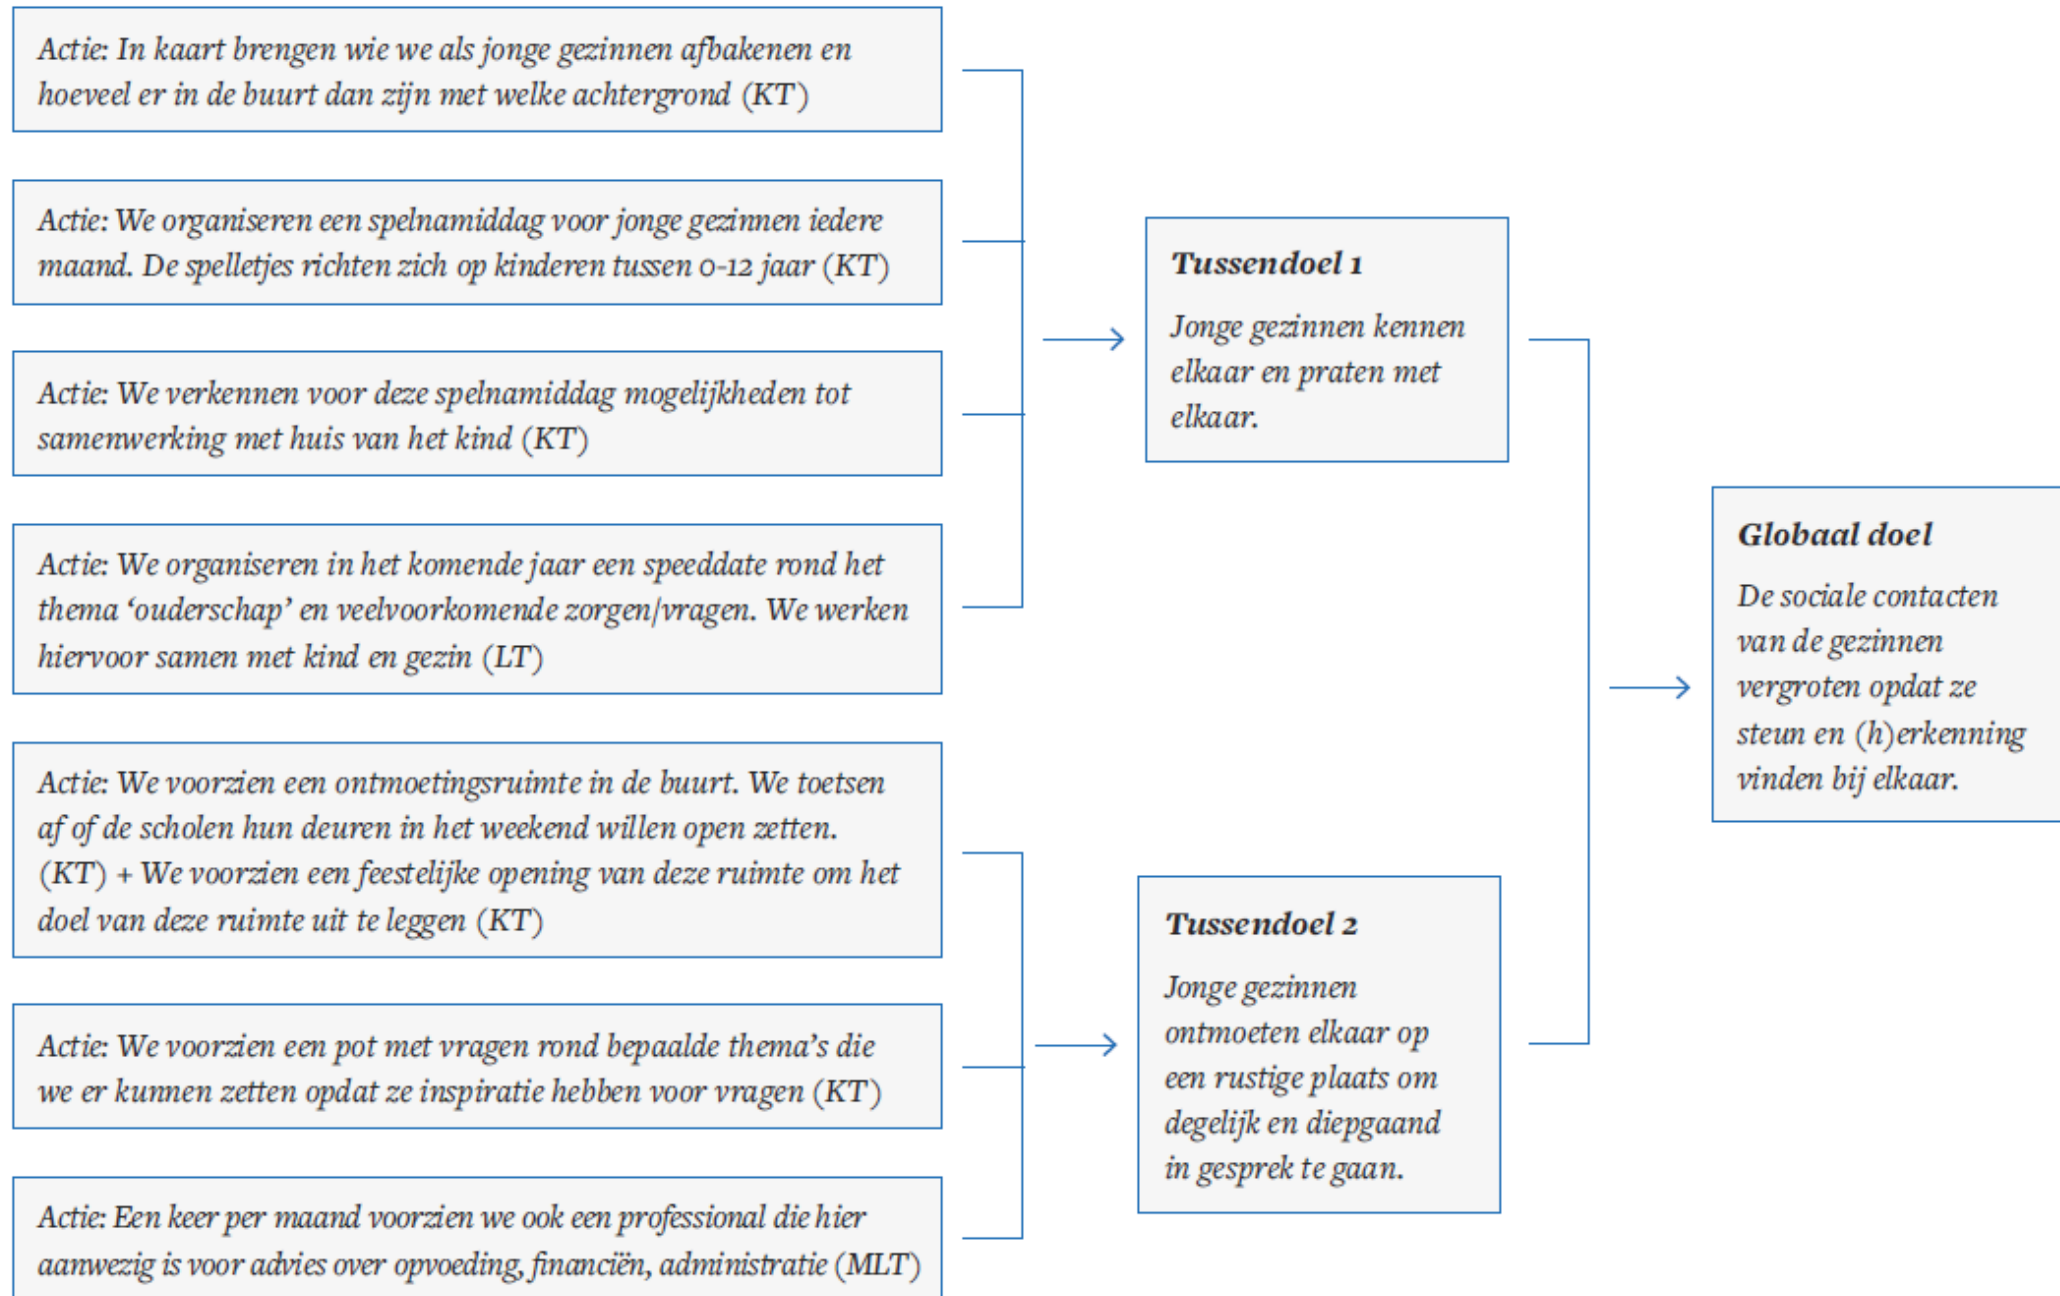 Actie: In kaart brengen wie we als jonge gezinnen afbakenen en
hoeveel er in de buurt dan zijn met welke achtergrond (KT)
Actie: We organiseren een spelnamiddag voor jonge gezinnen iedere
maand. De spelletjes richten zich op kinderen tussen 0-12 jaar (KT)
Actie: We verkennen voor deze spelnamiddag mogelijkheden tot
samenwerking met huis van het kind (KT)
Actie: We organiseren in het komende jaar een speeddate rond het
thema ‘ouderschap’ en veelvoorkomende zorgen/vragen. We werken
hiervoor samen met kind en gezin (LT)
Tussendoel 1
Jonge gezinnen kennen
elkaar en praten met
elkaar.
Actie: We voorzien een ontmoetingsruimte in de buurt. We toetsen
af of de scholen hun deuren in het weekend willen open zetten.
(KT) + We voorzien een feestelijke opening van deze ruimte om het
doel van deze ruimte uit te leggen (KT)
Actie: We voorzien een pot met vragen rond bepaalde thema’s die
we er kunnen zetten opdat ze inspiratie hebben voor vragen (KT)
Actie: Een keer per maand voorzien we ook een professional die hier
aanwezig is voor advies over opvoeding, financiën, administratie (MLT)
Tussendoel 2
Jonge gezinnen
ontmoeten elkaar op
een rustige plaats om
degelijk en diepgaand
in gesprek te gaan.
Globaal doel
De sociale contacten
van de gezinnen
vergroten opdat ze
steun en (h)erkenning
vinden bij elkaar.